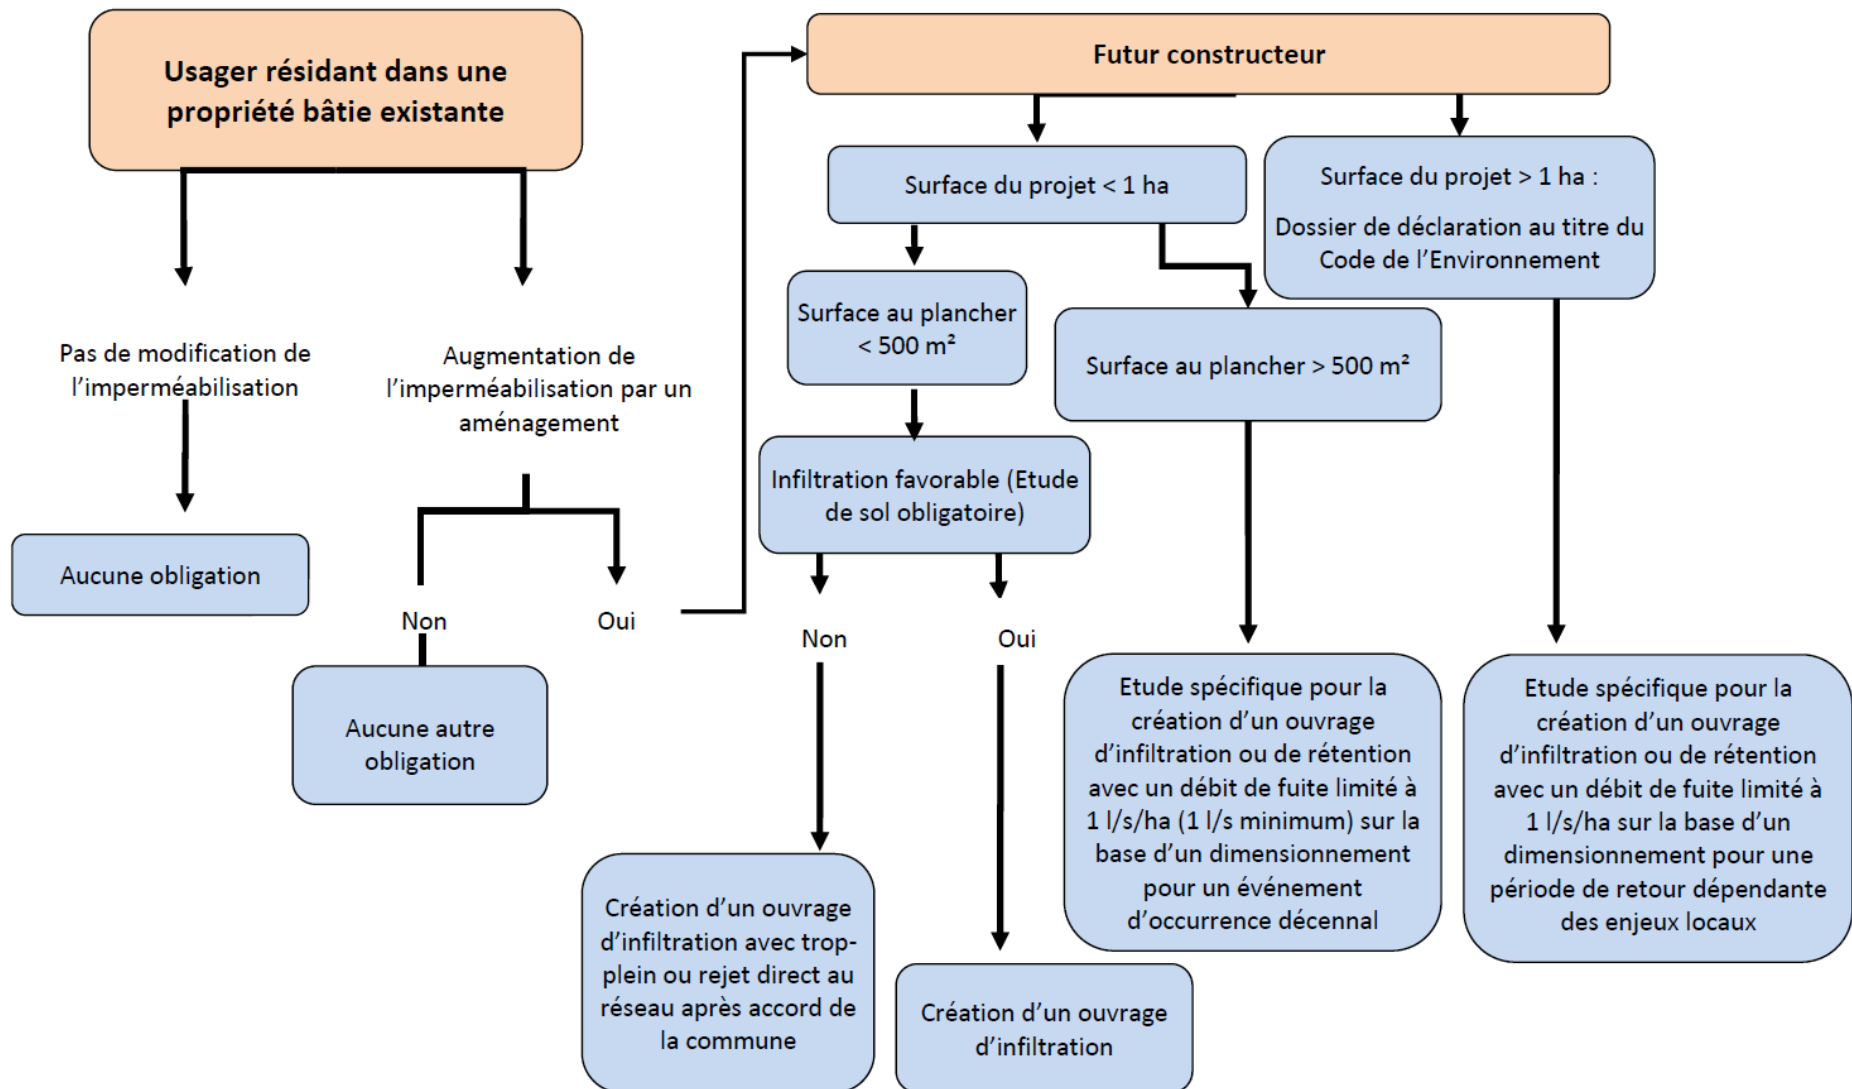 Usager résidant dans une
propriété bâtie existante
Pas de modification de
l’imperméabilisation
Aucune obligation
Augmentation de
l’imperméabilisation par un
aménagement
Non
Oui
Aucune autre
obligation
Futur constructeur
Surface du projet < 1 ha
Surface du projet > 1 ha :
Dossier de déclaration au titre du
Code de l’Environnement
Surface au plancher
< 500 m²
Surface au plancher > 500 m²
Infiltration favorable (Etude
de sol obligatoire)
Non
Oui
Création d’un ouvrage
d’infiltration avec trop-
plein ou rejet direct au
réseau après accord de
la commune
Création d’un ouvrage
d’infiltration
Etude spécifique pour la
création d’un ouvrage
d’infiltration ou de rétention
avec un débit de fuite limité à
1 l/s/ha (1 l/s minimum) sur la
base d’un dimensionnement
pour un événement
d’occurrence décennal
Etude spécifique pour la
création d’un ouvrage
d’infiltration ou de rétention
avec un débit de fuite limité à
1 l/s/ha sur la base d’un
dimensionnement pour une
période de retour dépendante
des enjeux locaux